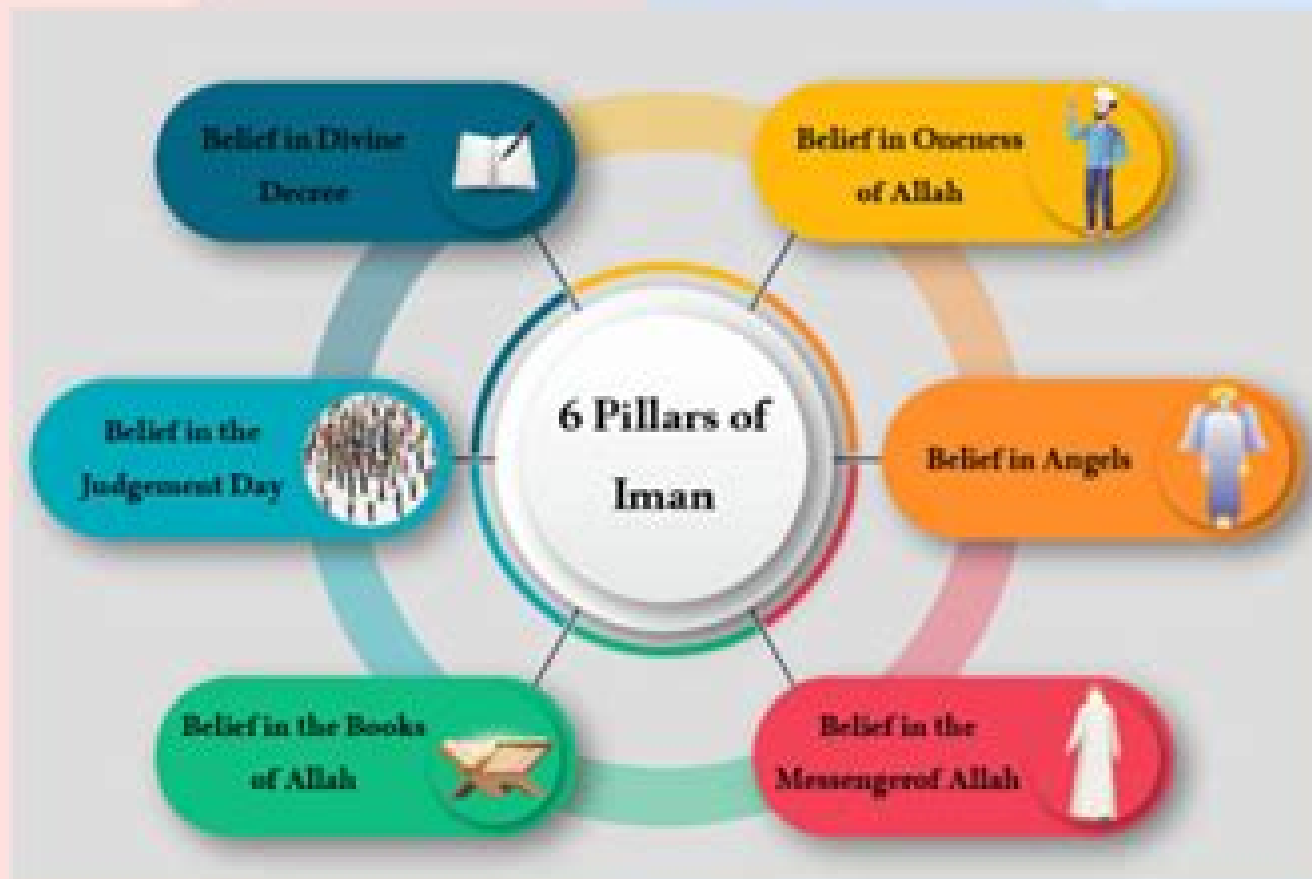 6 Pillars of
Iman
Belief in Oneness
of Allah
Belief in Angels
Belief in the
Messengerof Allah
Belief in the Books
of Allah
Belief in the
Judgement Day
Belief in Divine
Decree